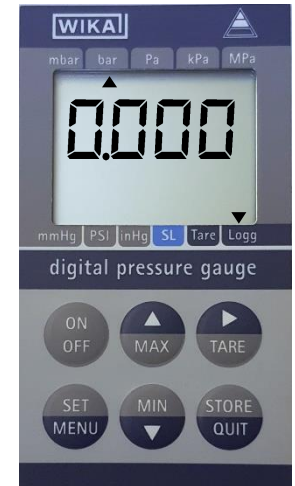 WIKAI
mbar bar Pa kPa MPa
0.000
mmHg PSI inHg SL Tare Logg
digital pressure gauge
ON
OFF
MAX
TARE
SET
MENU
MIN
STORE
QUIT